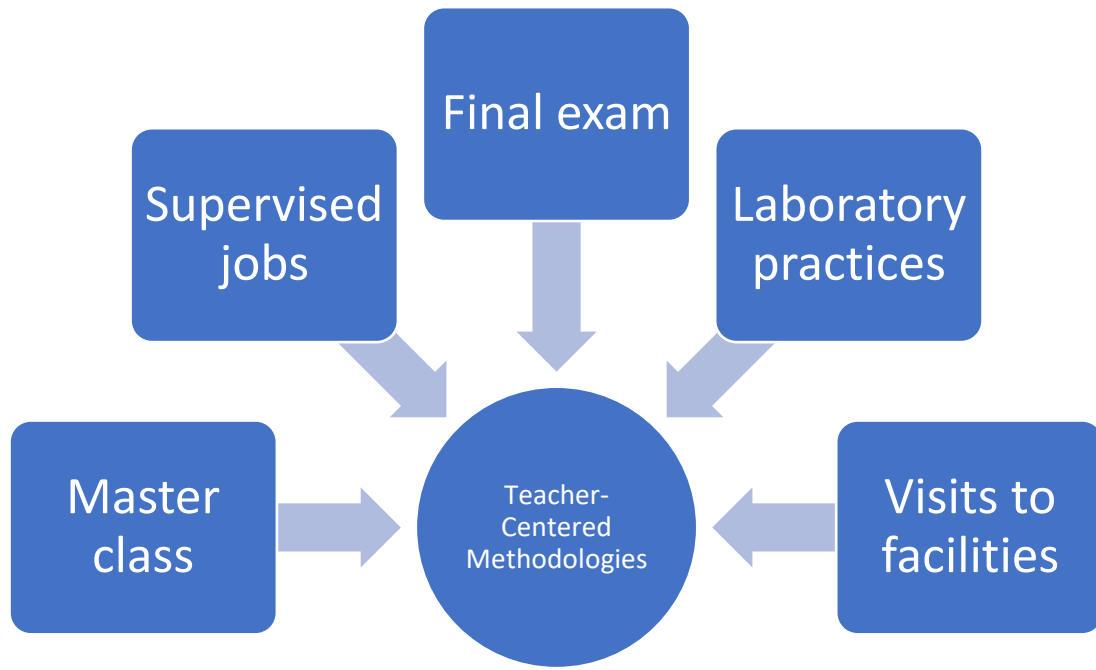 Final exam
Supervised
jobs
Laboratory
practices
Master
class
Teacher-
Centered
Methodologies
Visits to
facilities